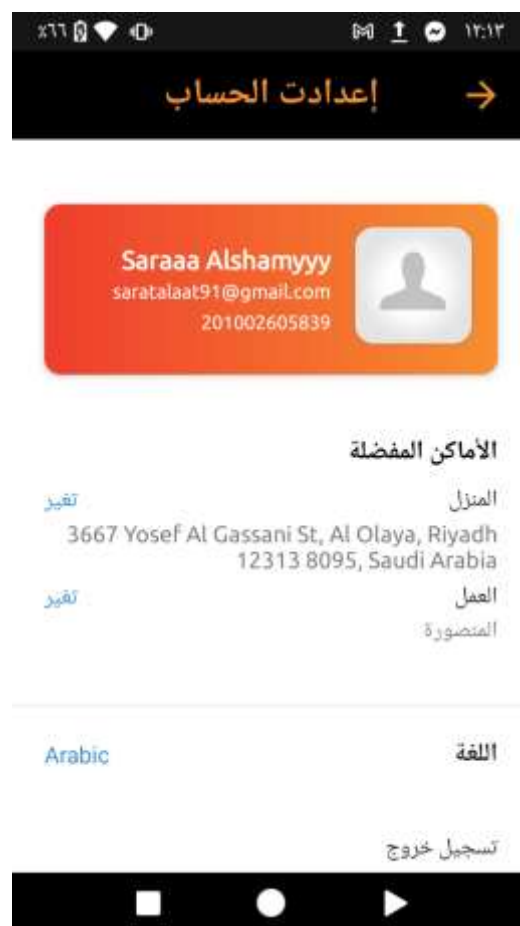 ١٢:١٣ ٪٦٦
إعدادت الحساب
Saraaa Alshamyyy
saratalaat91@gmail.com
201002605839
الأماكن المفضلة
المنزل تغير
3667 Yosef Al Gassani St, Al Olaya, Riyadh
12313 8095, Saudi Arabia
العمل تغير
المنصورة
اللغة Arabic
تسجيل خروج